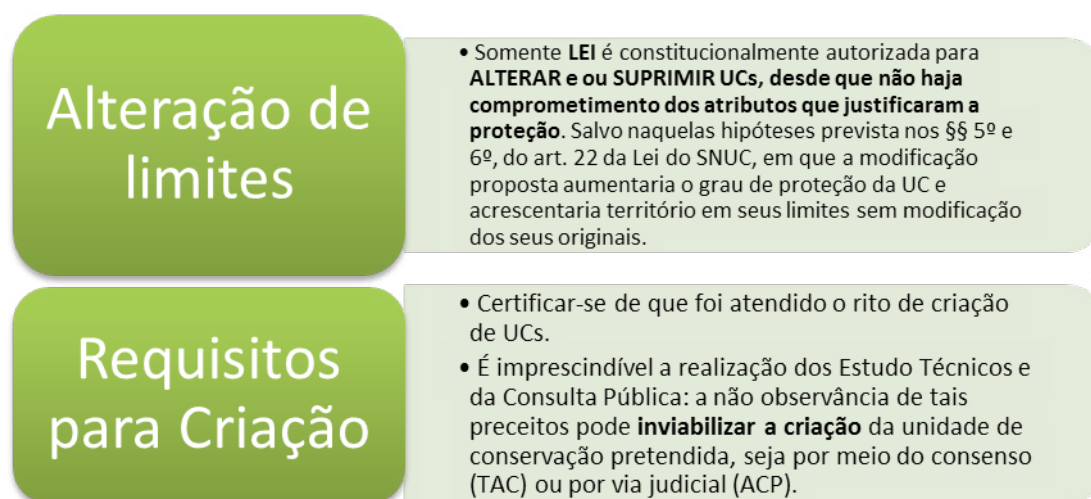 Alteração de
limites
• Somente LEI é constitucionalmente autorizada para
ALTERAR e ou SUPRIMIR UCs, desde que não haja
comprometimento dos atributos que justificaram a
proteção. Salvo naquelas hipóteses prevista nos §§ 5º e
6º, do art. 22 da Lei do SNUC, em que a modificação
proposta aumentaria o grau de proteção da UC e
acrescentaria território em seus limites sem modificação
dos seus originais.
Requisitos
para Criação
• Certificar-se de que foi atendido o rito de criação
de UCs.
• É imprescindível a realização dos Estudo Técnicos e
da Consulta Pública: a não observância de tais
preceitos pode inviabilizar a criação da unidade de
conservação pretendida, seja por meio do consenso
(TAC) ou por via judicial (ACP).